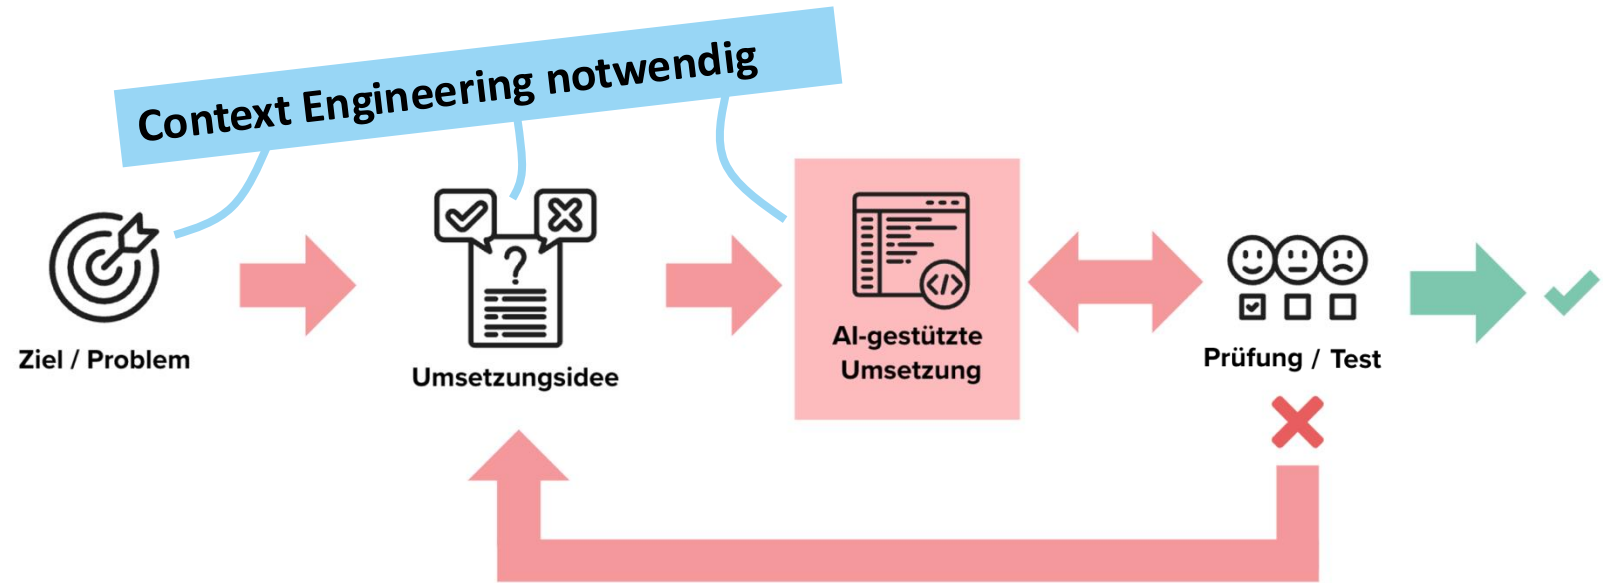 Context Engineering notwendig
Ziel / Problem
?
Umsetzungsidee
</>
AI-gestützte
Umsetzung
Prüfung / Test